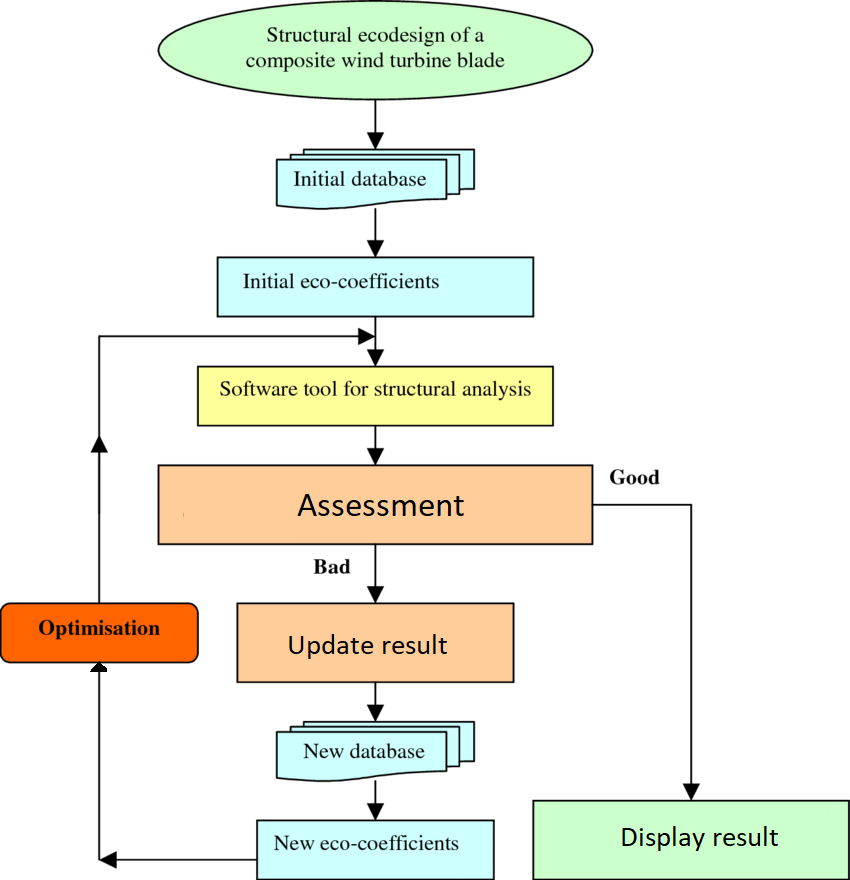 Structural ecodesign of a
composite wind turbine blade
Initial database
Initial eco-coefficients
Software tool for structural analysis
Assessment
Good
Bad
Optimisation
Update result
New database
New eco-coefficients
Display result